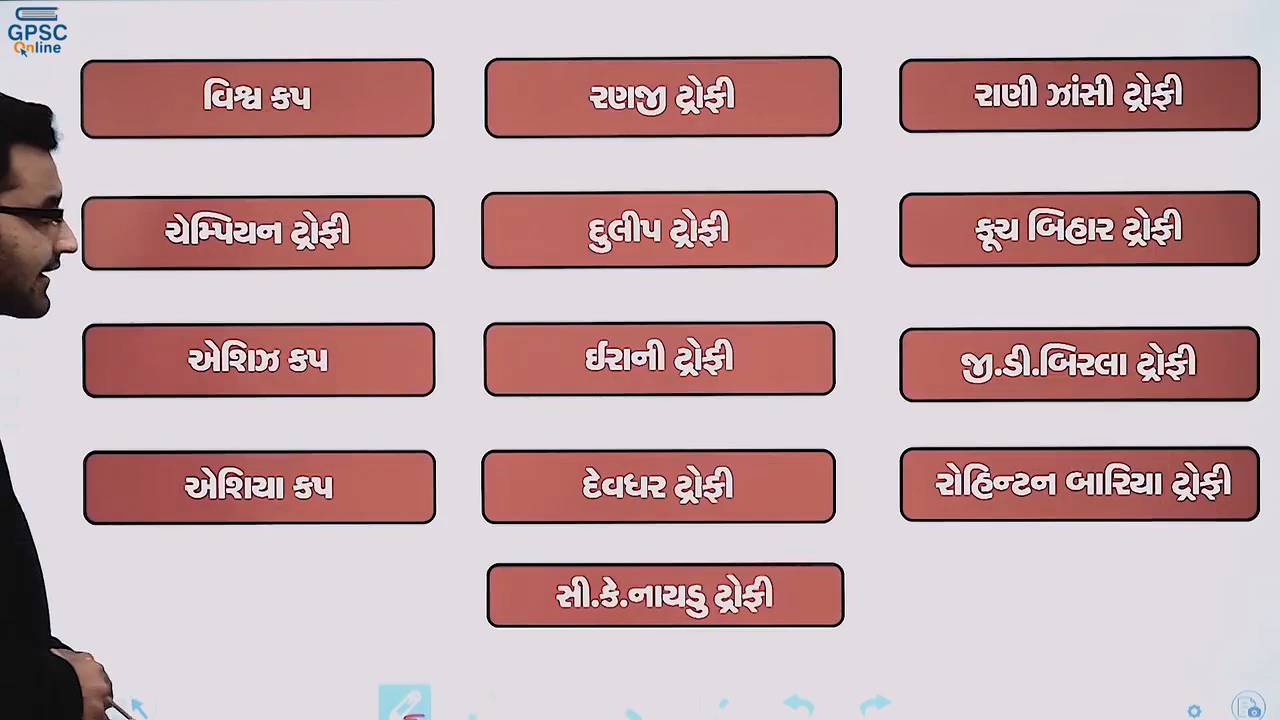 GPSC
Online
વિશ્વ કપ
રણજી ટ્રોફી
રાણી ઝાંસી ટ્રોફી
ચેમ્પિયન ટ્રોફી
દુલીપ ટ્રોફી
કૂચ બિહાર ટ્રોફી
એશિઝ કપ
ઈરાની ટ્રોફી
જી.ડી.બિરલા ટ્રોફી
એશિયા કપ
દેવધર ટ્રોફી
રોહિન્ટન બારિયા ટ્રોફી
સી.કે.નાયડુ ટ્રોફી